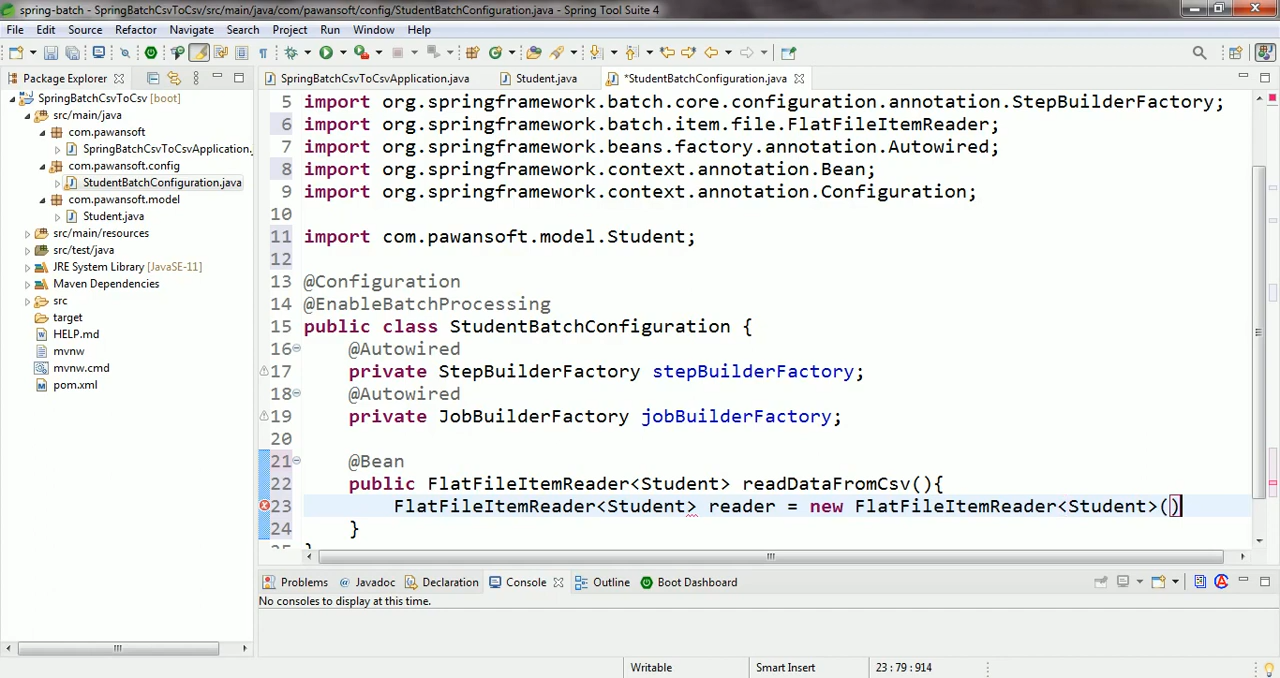 spring-batch - SpringBatchCsvToCsv/src/main/java/com/pawansoft/config/StudentBatchConfiguration.java - Spring Tool Suite 4
File Edit Source Refactor Navigate Search Project Run Window Help
Package Explorer
SpringBatchCsvToCsvApplication.java Student.java *StudentBatchConfiguration.java
SpringBatchCsvToCsv [boot]
src/main/java
com.pawansoft
SpringBatchCsvToCsvApplication.
com.pawansoft.config
StudentBatchConfiguration.java
com.pawansoft.model
Student.java
src/main/resources
src/test/java
JRE System Library [JavaSE-11]
Maven Dependencies
src
target
HELP.md
mvnw
mvnw.cmd
pom.xml
5 import org.springframework.batch.core.configuration.annotation.StepBuilderFactory;
6 import org.springframework.batch.item.file.FlatFileItemReader;
7 import org.springframework.beans.factory.annotation.Autowired;
8 import org.springframework.context.annotation.Bean;
9 import org.springframework.context.annotation.Configuration;
10
11 import com.pawansoft.model.Student;
12
13 @Configuration
14 @EnableBatchProcessing
15 public class StudentBatchConfiguration {
16 @Autowired
17 private StepBuilderFactory stepBuilderFactory;
18 @Autowired
19 private JobBuilderFactory jobBuilderFactory;
20
21 @Bean
22 public FlatFileItemReader<Student> readDataFromCsv(){
23 FlatFileItemReader<Student> reader = new FlatFileItemReader<Student>()
24 }
25 }
Problems Javadoc Declaration Console Outline Boot Dashboard
No consoles to display at this time.
Writable Smart Insert 23 : 79 : 914